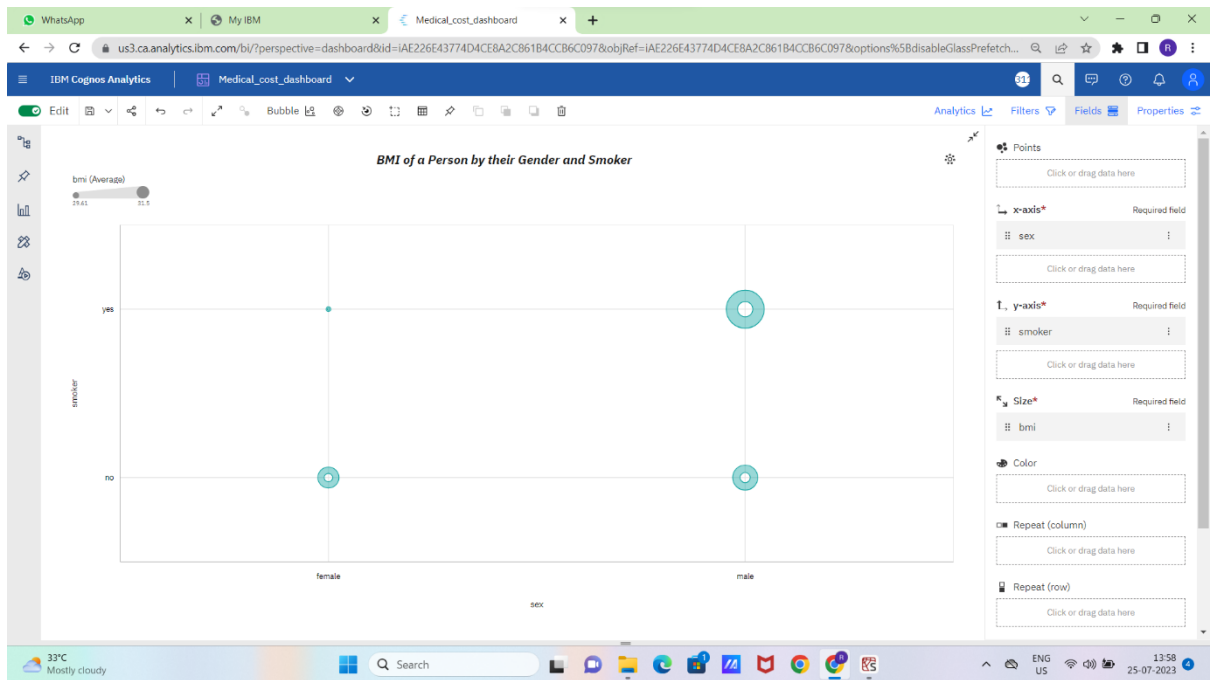 WhatsApp
My IBM
Medical_cost_dashboard
us3.ca.analytics.ibm.com/bi/?perspective=dashboard&id=iAE226E43774D4CE8A2C861B4CCB6C097&objRef=iAE226E43774D4CE8A2C861B4CCB6C097&options%5BdisableGlassPrefetch...
R
IBM Cognos Analytics
Medical_cost_dashboard
Edit
Bubble
Analytics
Filters
Fields
Properties
BMI of a Person by their Gender and Smoker
bmi (Average)
29.61 31.5
yes
no
smoker
female
male
sex
Points
Click or drag data here
x-axis* Required field
sex
Click or drag data here
y-axis* Required field
smoker
Click or drag data here
Size* Required field
bmi
Color
Click or drag data here
Repeat (column)
Click or drag data here
Repeat (row)
Click or drag data here
33°C
Mostly cloudy
Search
ENG
US
13:58
25-07-2023
4